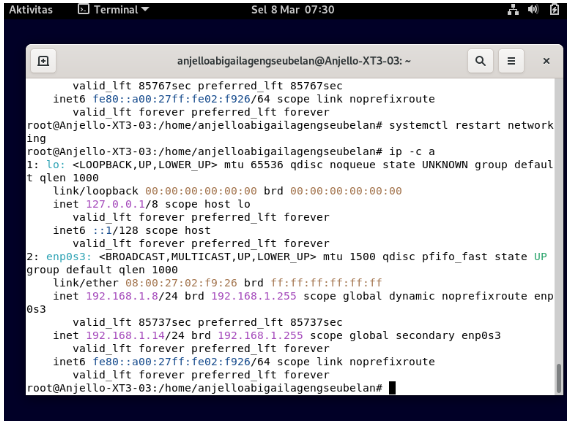 Aktivitas
Terminal
Sel 8 Mar 07:30
anjelloabigailagengseubelan@Anjello-XT3-03: ~
valid_lft 85767sec preferred_lft 85767sec
inet6 fe80::a00:27ff:fe02:f926/64 scope link noprefixroute
valid_lft forever preferred_lft forever
root@Anjello-XT3-03:/home/anjelloabigailagengseubelan# systemctl restart network
ing
root@Anjello-XT3-03:/home/anjelloabigailagengseubelan# ip -c a
1: lo: <LOOPBACK,UP,LOWER_UP> mtu 65536 qdisc noqueue state UNKNOWN group defaul
t qlen 1000
link/loopback 00:00:00:00:00:00 brd 00:00:00:00:00:00
inet 127.0.0.1/8 scope host lo
valid_lft forever preferred_lft forever
inet6 ::1/128 scope host
valid_lft forever preferred_lft forever
2: enp0s3: <BROADCAST,MULTICAST,UP,LOWER_UP> mtu 1500 qdisc pfifo_fast state UP
group default qlen 1000
link/ether 08:00:27:02:f9:26 brd ff:ff:ff:ff:ff:ff
inet 192.168.1.8/24 brd 192.168.1.255 scope global dynamic noprefixroute enp
0s3
valid_lft 85737sec preferred_lft 85737sec
inet 192.168.1.14/24 brd 192.168.1.255 scope global secondary enp0s3
valid_lft forever preferred_lft forever
inet6 fe80::a00:27ff:fe02:f926/64 scope link noprefixroute
valid_lft forever preferred_lft forever
root@Anjello-XT3-03:/home/anjelloabigailagengseubelan#